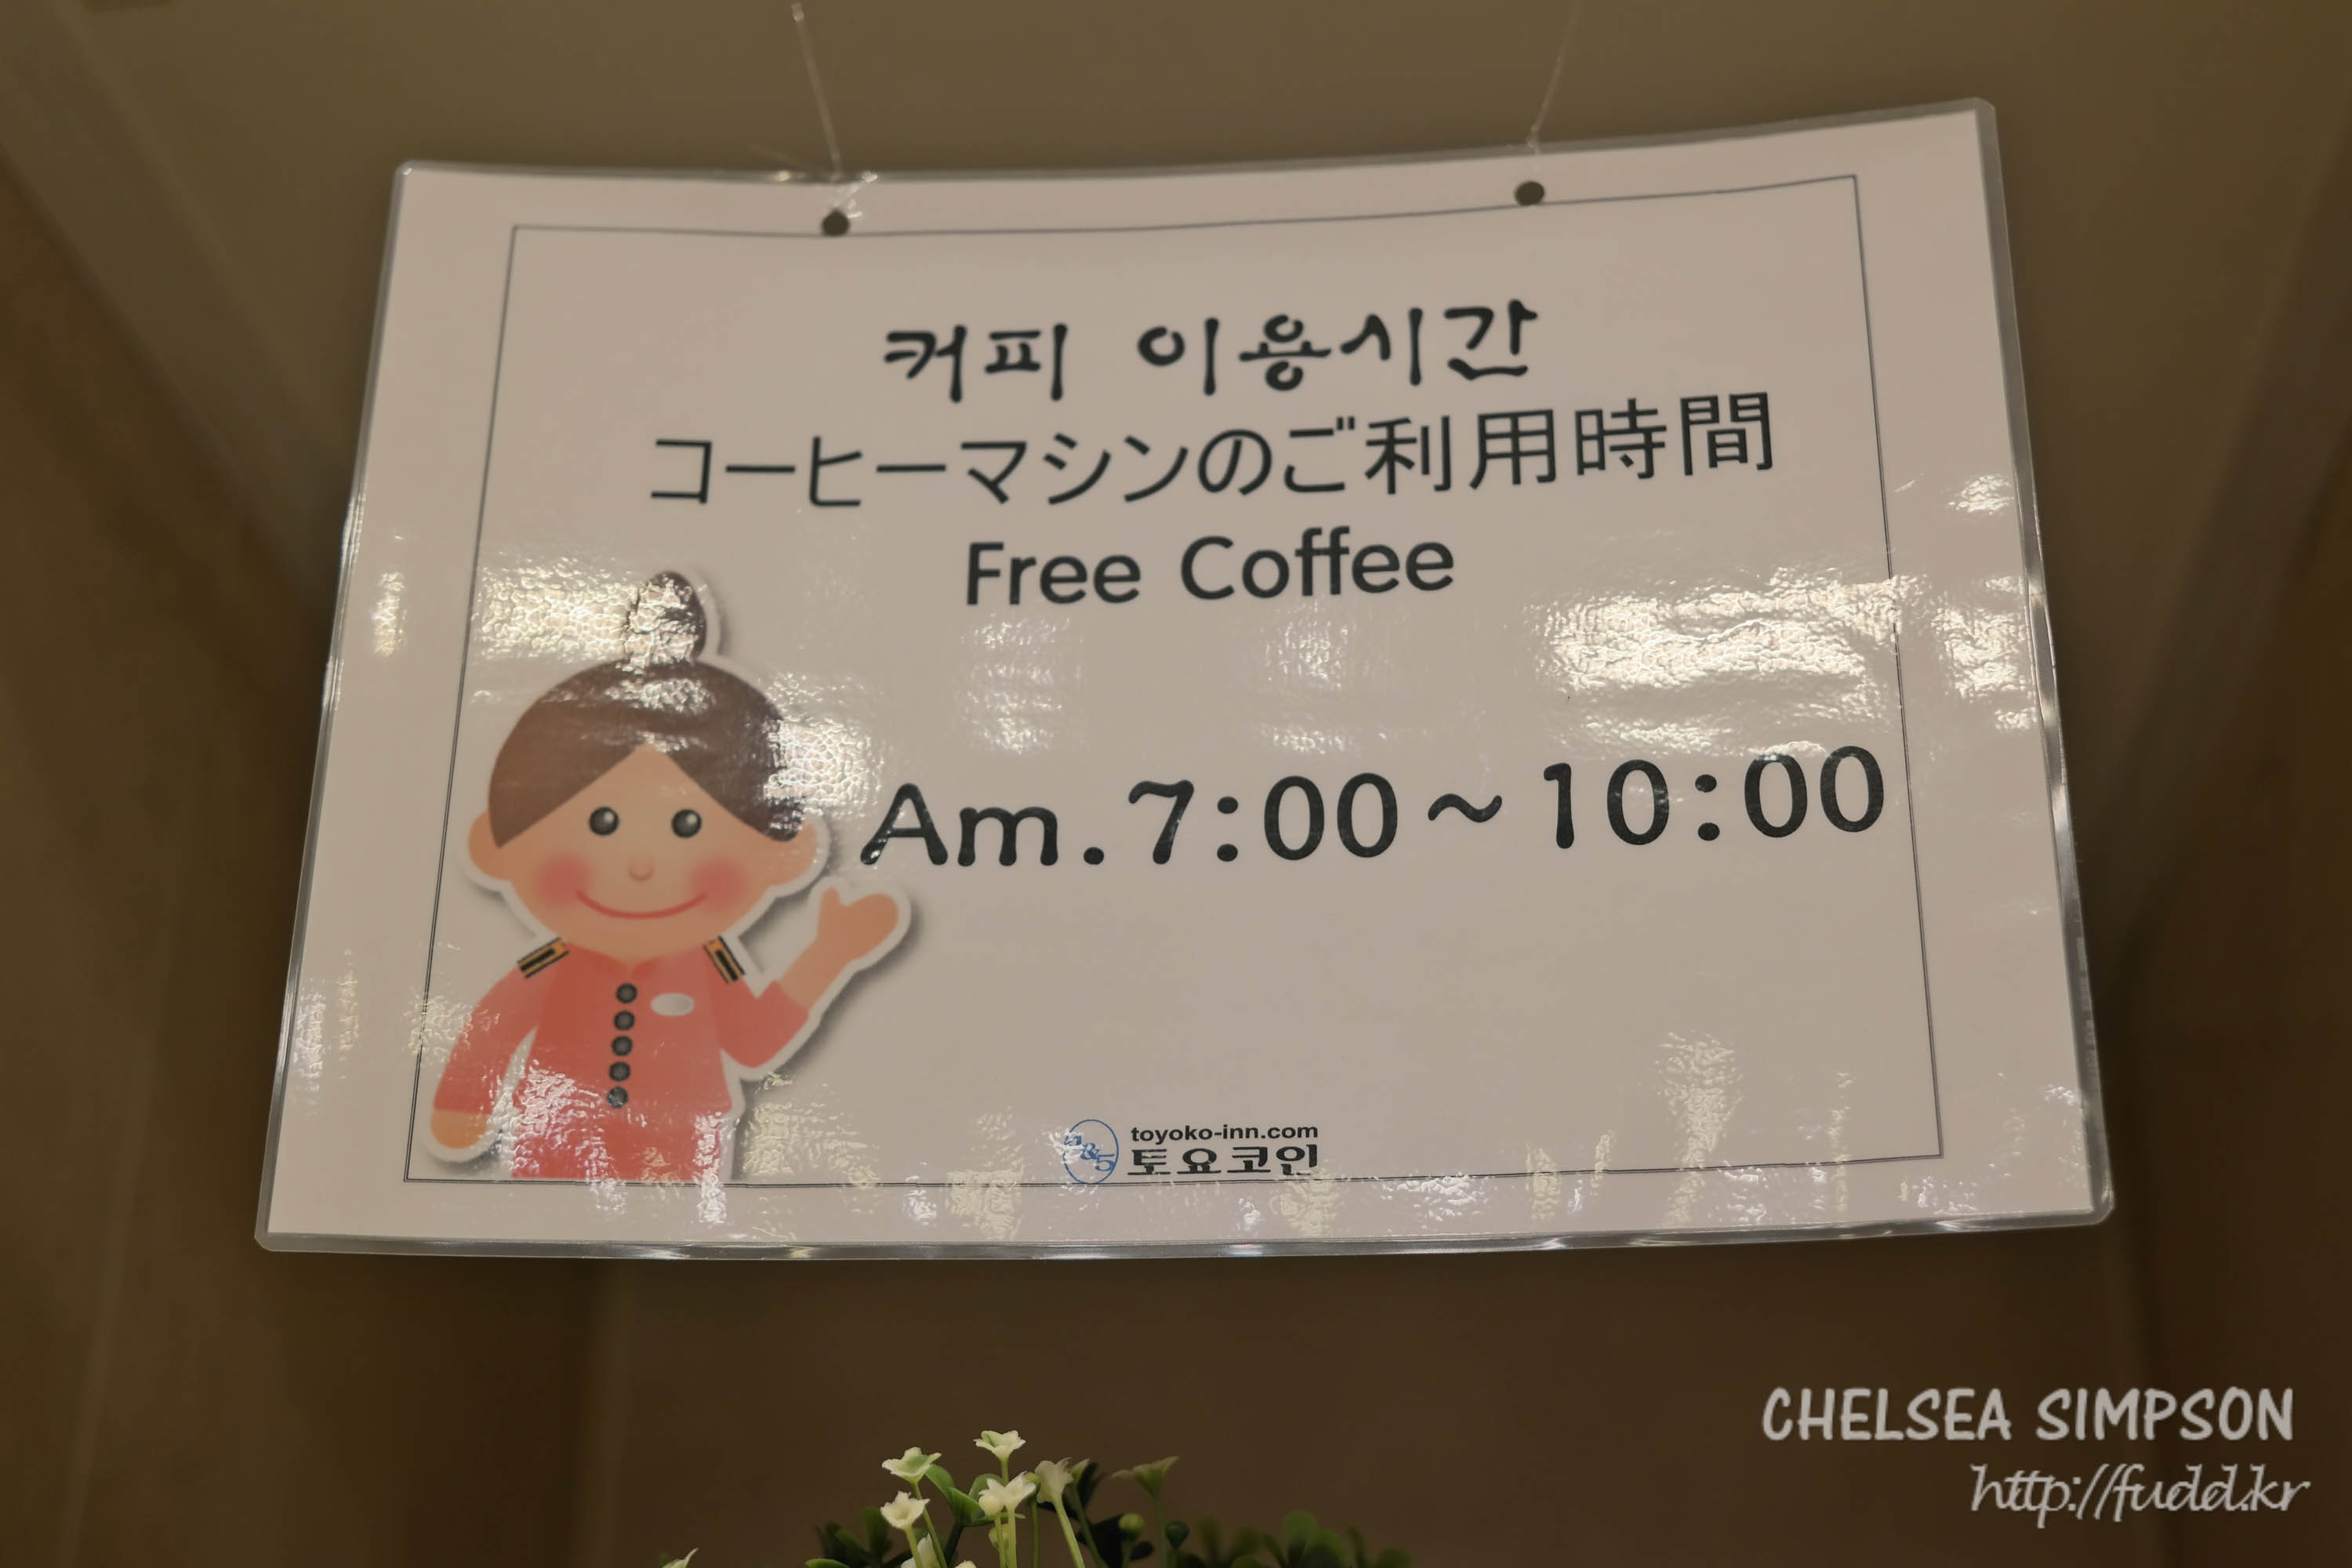 커피 이용시간
コーヒーマシンのご利用時間
Free Coffee
Am.7:00～10:00
toyoko-inn.com
토요코인
CHELSEA SIMPSON
http://fudd.kr